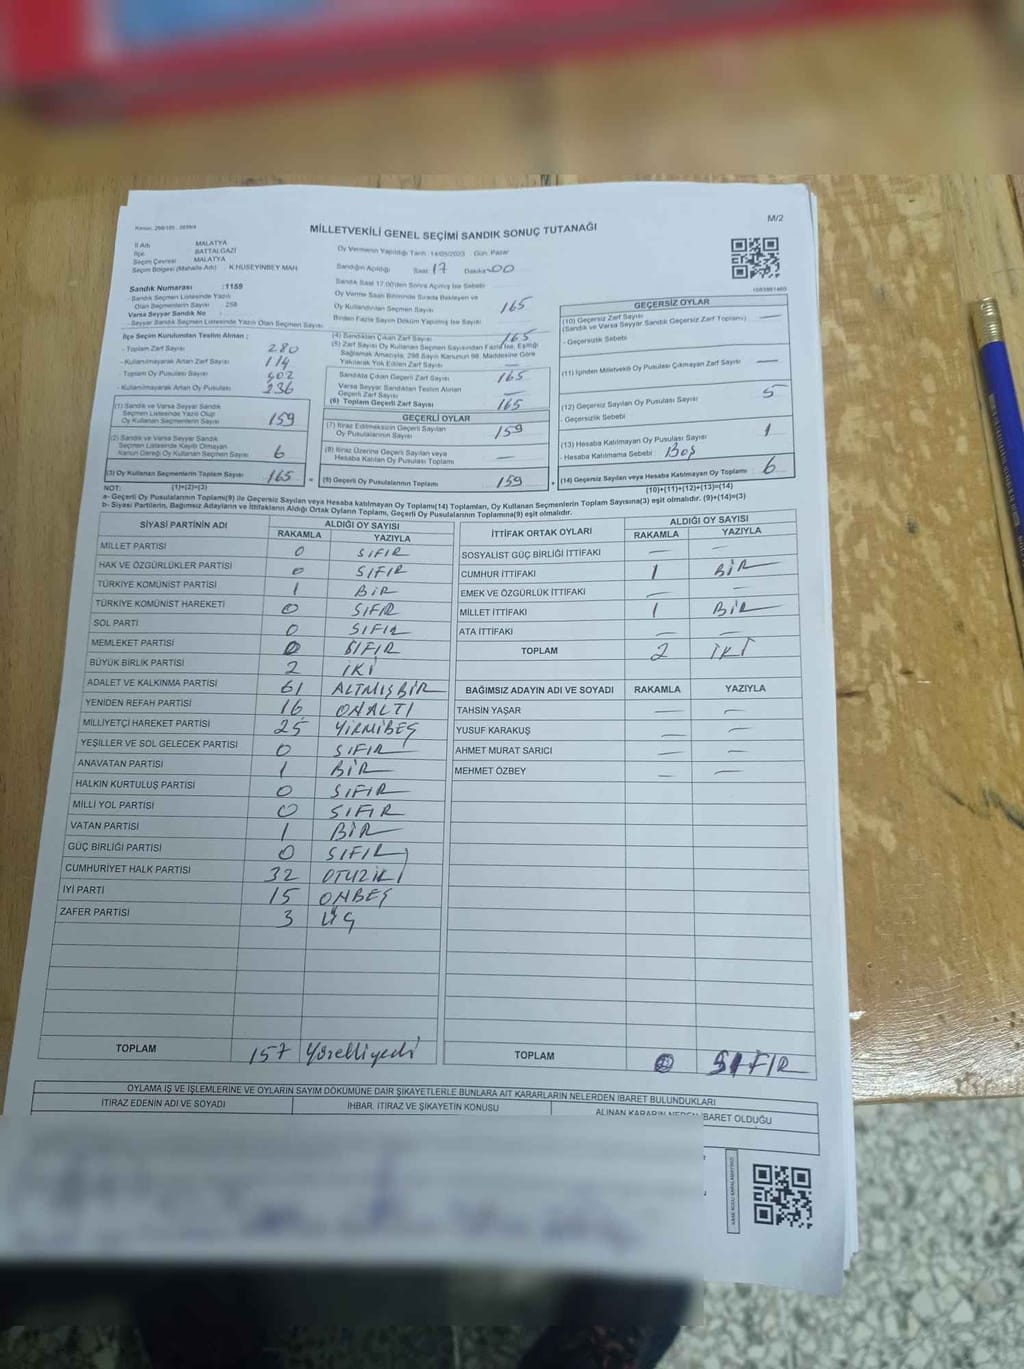 M/2
MİLLETVEKİLİ GENEL SEÇİMİ SANDIK SONUÇ TUTANAĞI
İl Adı MALATYA
İlçe BATTALGAZİ
Seçim Çevresi MALATYA
Seçim Bölgesi (Mahalle Adı) : K.HUSEYİNBEY MAH.
Sandık Numarası :1159
- Sandık Seçmen Listesinde Yazılı
Olan Seçmenlerin Sayısı : 258
Varsa Seyyar Sandık No :
- Seyyar Sandık Seçmen Listesinde Yazılı Olan Seçmen Sayısı:
İlçe Seçim Kurulundan Teslim Alınan ;
- Toplam Zarf Sayısı 280
- Kullanılmayarak Artan Zarf Sayısı 114
- Toplam Oy Pusulası Sayısı 402
- Kullanılmayarak Artan Oy Pusulası 236
(1) Sandık ve Varsa Seyyar Sandık
Seçmen Listesinde Yazılı Olup
Oy Kullanan Seçmenlerin Sayısı 159
(2) Sandık ve Varsa Seyyar Sandık
Seçmen Listesinde Kayıtlı Olmayan
Kanun Gereği Oy Kullanan Seçmen Sayısı 6
(3) Oy Kullanan Seçmenlerin Toplam Sayısı 165
(1)+(2)=(3)
Oy Vermenin Yapıldığı Tarih: 14/05/2023 Gün: Pazar
Sandığın Açıldığı Saat 17 Dakika 00
Sandık Saat 17.00'den Sonra Açılmış İse Sebebi
Oy Verme Saati Bitiminde Sırada Bekleyen ve
Oy Kullandırılan Seçmen Sayısı 165
Birden Fazla Sayım Döküm Yapılmış İse Sayısı
(4) Sandıktan Çıkan Zarf Sayısı 165
(5) Zarf Sayısı Oy Kullanan Seçmen Sayısından Fazla İse, Eşitliği
Sağlamak Amacıyla, 298 Sayılı Kanunun 98. Maddesine Göre
Yakılarak Yok Edilen Zarf Sayısı —
Sandıkta Çıkan Geçerli Zarf Sayısı 165
Varsa Seyyar Sandıktan Teslim Alınan
Geçerli Zarf Sayısı —
(6) Toplam Geçerli Zarf Sayısı 165
GEÇERLİ OYLAR
(7) İtiraz Edilmeksizin Geçerli Sayılan
Oy Pusulalarının Sayısı 159
(8) İtiraz Üzerine Geçerli Sayılan veya
Hesaba Katılan Oy Pusulası Toplamı —
(9) Geçerli Oy Pusulalarının Toplamı 159
GEÇERSİZ OYLAR
(10) Geçersiz Zarf Sayısı —
(Sandık ve Varsa Seyyar Sandık Geçersiz Zarf Toplamı)
- Geçersizlik Sebebi
(11) İçinden Milletvekili Oy Pusulası Çıkmayan Zarf Sayısı —
(12) Geçersiz Sayılan Oy Pusulası Sayısı 5
- Geçersizlik Sebebi
(13) Hesaba Katılmayan Oy Pusulası Sayısı 1
- Hesaba Katılmama Sebebi : BOŞ
(14) Geçersiz Sayılan veya Hesaba Katılmayan Oy Toplamı 6
(10)+(11)+(12)+(13)=(14)
NOT:
a- Geçerli Oy Pusulalarının Toplamı(9) ile Geçersiz Sayılan veya Hesaba katılmayan Oy Toplamı(14) Toplamları, Oy Kullanan Seçmenlerin Toplam Sayısına(3) eşit olmalıdır. (9)+(14)=(3)
b- Siyasi Partilerin, Bağımsız Adayların ve İttifakların Aldığı Ortak Oyların Toplamı, Geçerli Oy Pusulalarının Toplamına(9) eşit olmalıdır.
SİYASİ PARTİNİN ADI ALDIĞI OY SAYISI
RAKAMLA YAZIYLA
MİLLET PARTİSİ 0 SIFIR
HAK VE ÖZGÜRLÜKLER PARTİSİ 0 SIFIR
TÜRKİYE KOMÜNİST PARTİSİ 1 BİR
TÜRKİYE KOMÜNİST HAREKETİ 0 SIFIR
SOL PARTİ 0 SIFIR
MEMLEKET PARTİSİ 0 SIFIR
BÜYÜK BİRLİK PARTİSİ 2 İKİ
ADALET VE KALKINMA PARTİSİ 61 ALTMIŞBİR
YENİDEN REFAH PARTİSİ 16 ONALTI
MİLLİYETÇİ HAREKET PARTİSİ 25 YİRMİBEŞ
YEŞİLLER VE SOL GELECEK PARTİSİ 0 SIFIR
ANAVATAN PARTİSİ 1 BİR
HALKIN KURTULUŞ PARTİSİ 0 SIFIR
MİLLİ YOL PARTİSİ 0 SIFIR
VATAN PARTİSİ 1 BİR
GÜÇ BİRLİĞİ PARTİSİ 0 SIFIR
CUMHURİYET HALK PARTİSİ 32 OTUZİKİ
İYİ PARTİ 15 ONBEŞ
ZAFER PARTİSİ 3 ÜÇ
TOPLAM 157 Yüzelliyedi
İTTİFAK ORTAK OYLARI ALDIĞI OY SAYISI
RAKAMLA YAZIYLA
SOSYALİST GÜÇ BİRLİĞİ İTTİFAKI — —
CUMHUR İTTİFAKI 1 BİR
EMEK VE ÖZGÜRLÜK İTTİFAKI — —
MİLLET İTTİFAKI 1 BİR
ATA İTTİFAKI — —
TOPLAM 2 İKİ
BAĞIMSIZ ADAYIN ADI VE SOYADI RAKAMLA YAZIYLA
TAHSİN YAŞAR — —
YUSUF KARAKUŞ — —
AHMET MURAT SARICI — —
MEHMET ÖZBEY — —
TOPLAM 0 SIFIR
OYLAMA İŞ VE İŞLEMLERİNE VE OYLARIN SAYIM DÖKÜMÜNE DAİR ŞİKAYETLERLE BUNLARA AİT KARARLARIN NELERDEN İBARET BULUNDUKLARI
İTİRAZ EDENİN ADI VE SOYADI İHBAR, İTİRAZ VE ŞİKAYETİN KONUSU ALINAN KARARIN NEDEN İBARET OLDUĞU